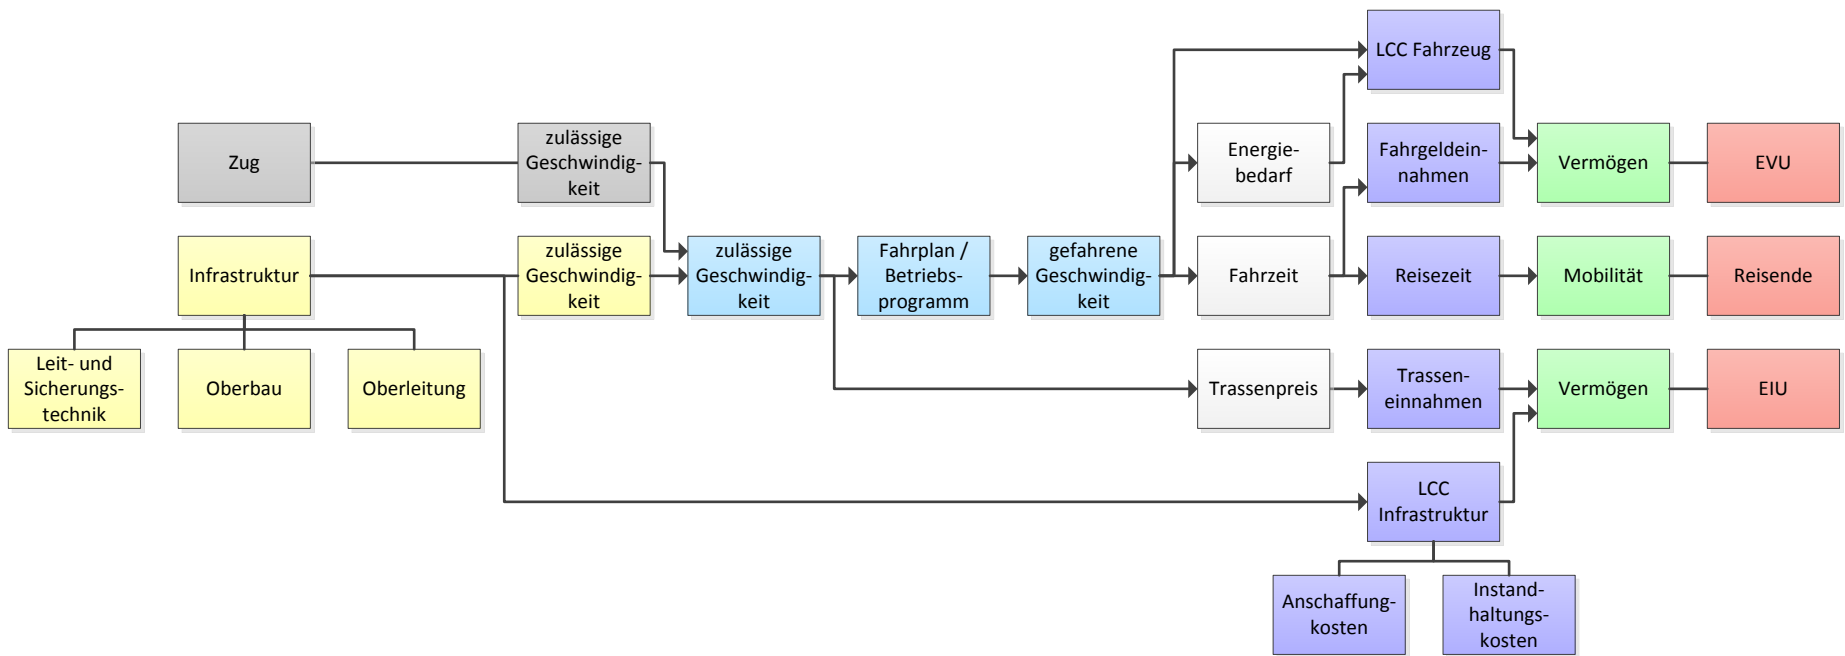 LCC Fahrzeug
Zug
zulässige
Geschwindig-
keit
Energie-
bedarf
Fahrgeldein-
nahmen
Vermögen
EVU
Infrastruktur
zulässige
Geschwindig-
keit
zulässige
Geschwindig-
keit
Fahrplan /
Betriebs-
programm
gefahrene
Geschwindig-
keit
Fahrzeit
Reisezeit
Mobilität
Reisende
Leit- und
Sicherungs-
technik
Oberbau
Oberleitung
Trassenpreis
Trassen-
einnahmen
Vermögen
EIU
LCC
Infrastruktur
Anschaffung-
kosten
Instand-
haltungs-
kosten